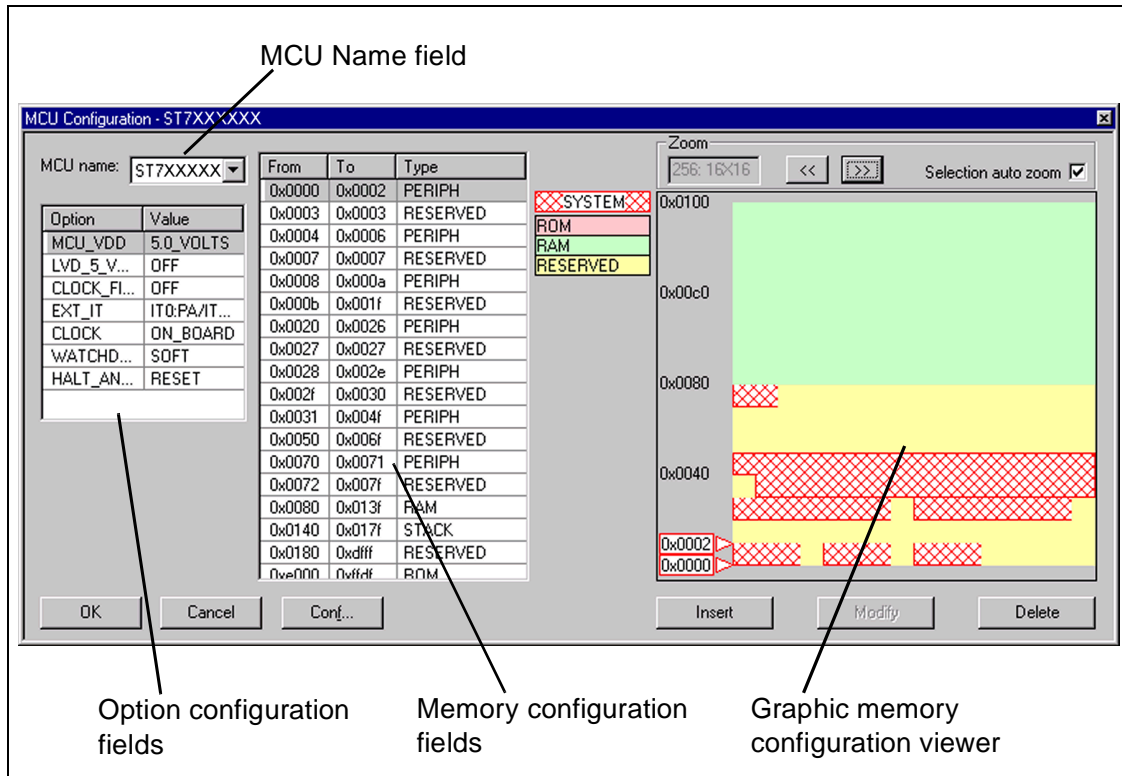 MCU Name field
MCU Configuration - ST7XXXXXX
MCU name: ST7XXXXX
Option Value
MCU_VDD 5.0_VOLTS
LVD_5_V... OFF
CLOCK_FI... OFF
EXT_IT IT0:PA/IT...
CLOCK ON_BOARD
WATCHD... SOFT
HALT_AN... RESET
From To Type
0x0000 0x0002 PERIPH
0x0003 0x0003 RESERVED
0x0004 0x0006 PERIPH
0x0007 0x0007 RESERVED
0x0008 0x000a PERIPH
0x000b 0x001f RESERVED
0x0020 0x0026 PERIPH
0x0027 0x0027 RESERVED
0x0028 0x002e PERIPH
0x002f 0x0030 RESERVED
0x0031 0x004f PERIPH
0x0050 0x006f RESERVED
0x0070 0x0071 PERIPH
0x0072 0x007f RESERVED
0x0080 0x013f RAM
0x0140 0x017f STACK
0x0180 0xdfff RESERVED
0xe000 0xffdf ROM
SYSTEM
ROM
RAM
RESERVED
Zoom
256: 16X16 << >> Selection auto zoom
0x0100
0x00c0
0x0080
0x0040
0x0002
0x0000
OK Cancel Conf... Insert Modify Delete
Option configuration
fields
Memory configuration
fields
Graphic memory
configuration viewer